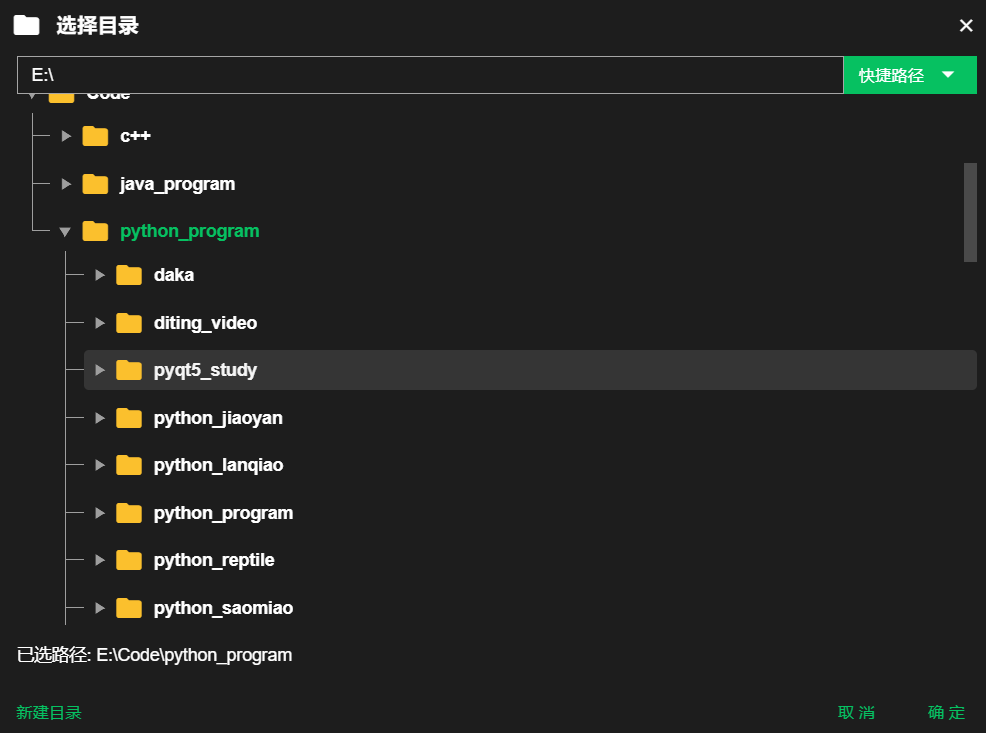 选择目录
E:\
快捷路径
Code
c++
java_program
python_program
daka
diting_video
pyqt5_study
python_jiaoyan
python_lanqiao
python_program
python_reptile
python_saomiao
已选路径: E:\Code\python_program
新建目录
取 消
确 定